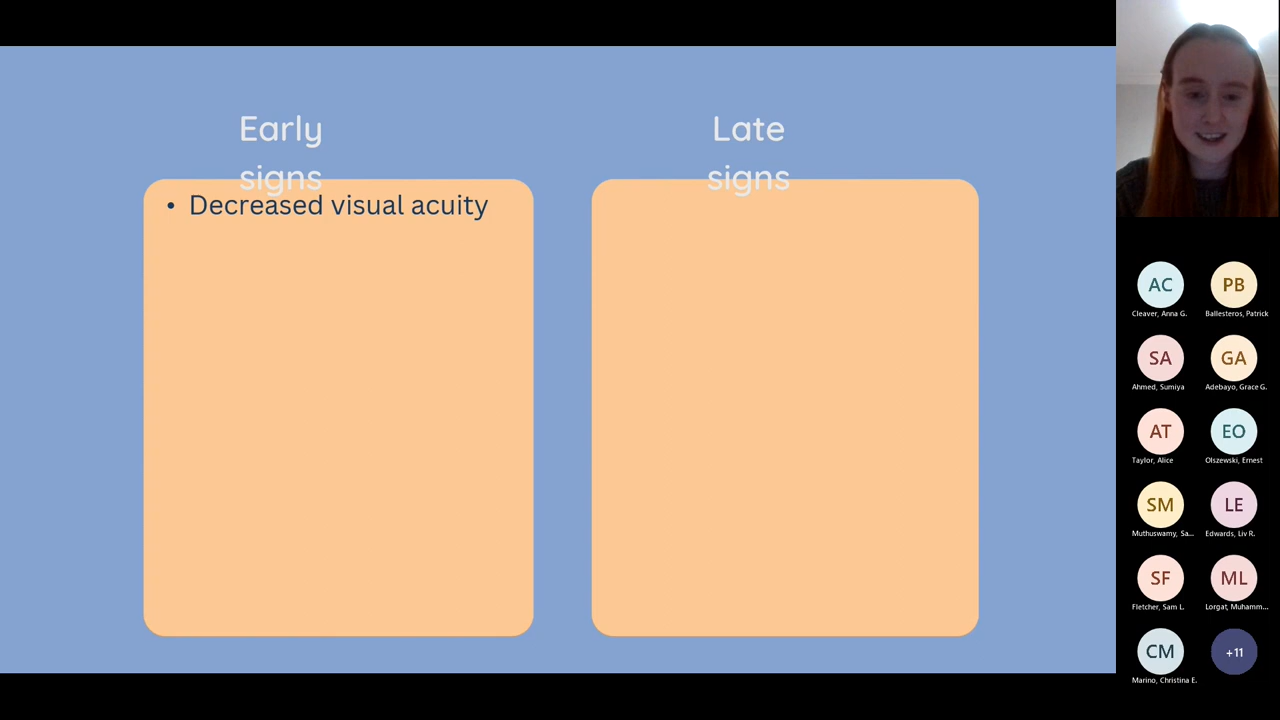 Early
signs
• Decreased visual acuity
Late
signs
AC
Cleaver, Anna G.
PB
Ballesteros, Patrick
SA
Ahmed, Sumiya
GA
Adebayo, Grace G.
AT
Taylor, Alice
EO
Olszewski, Ernest
SM
Muthuswamy, Sa...
LE
Edwards, Liv R.
SF
Fletcher, Sam L.
ML
Lorgat, Muhamm...
CM
Marino, Christina E.
+11